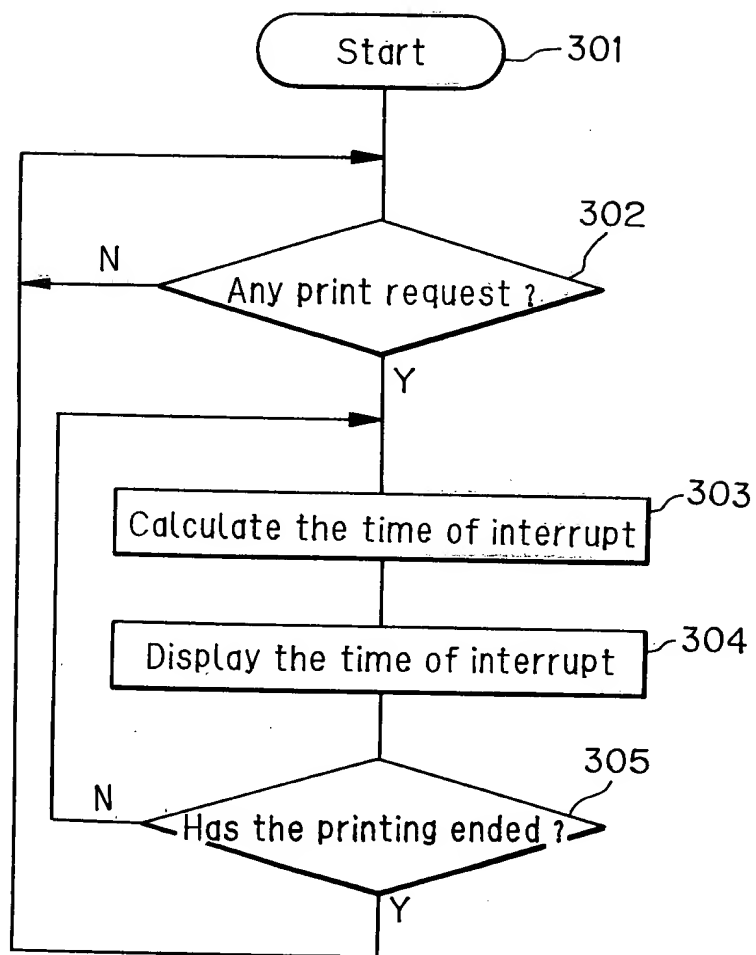 Start
301
302
N
Any print request ?
Y
303
Calculate the time of interrupt
304
Display the time of interrupt
305
N
Has the printing ended ?
Y